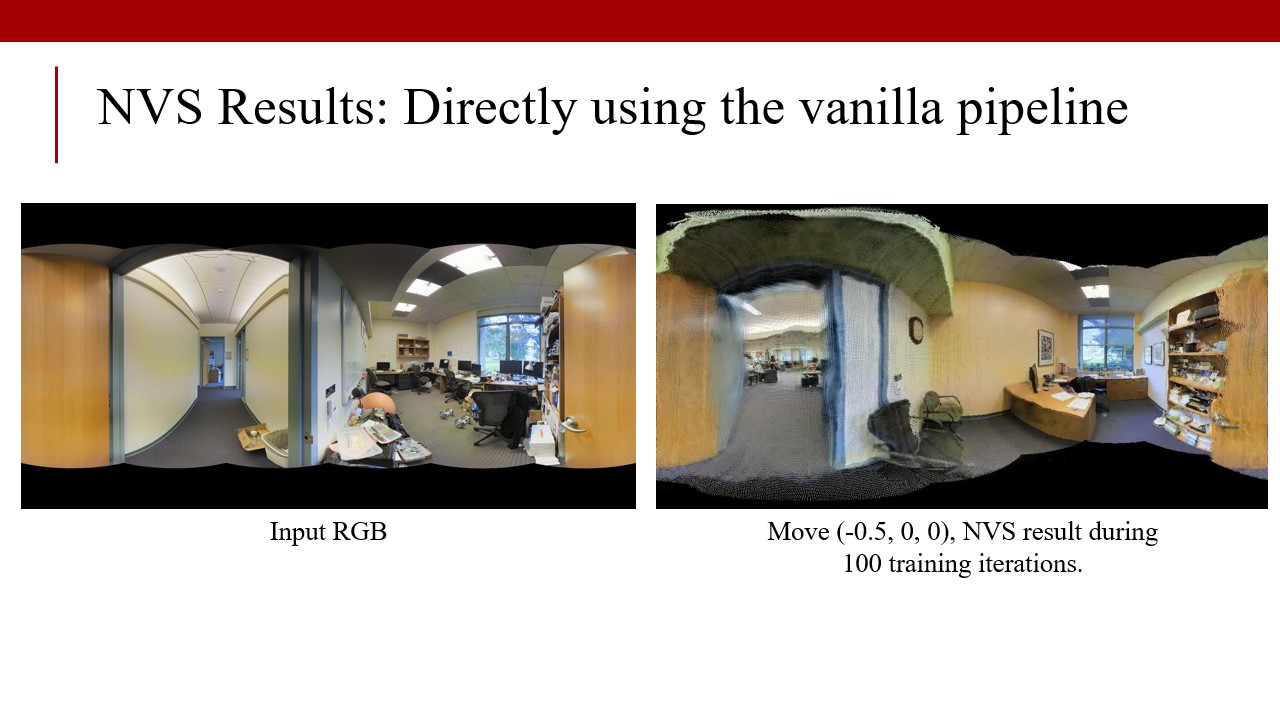 NVS Results: Directly using the vanilla pipeline
Input RGB
Move (-0.5, 0, 0), NVS result during
100 training iterations.